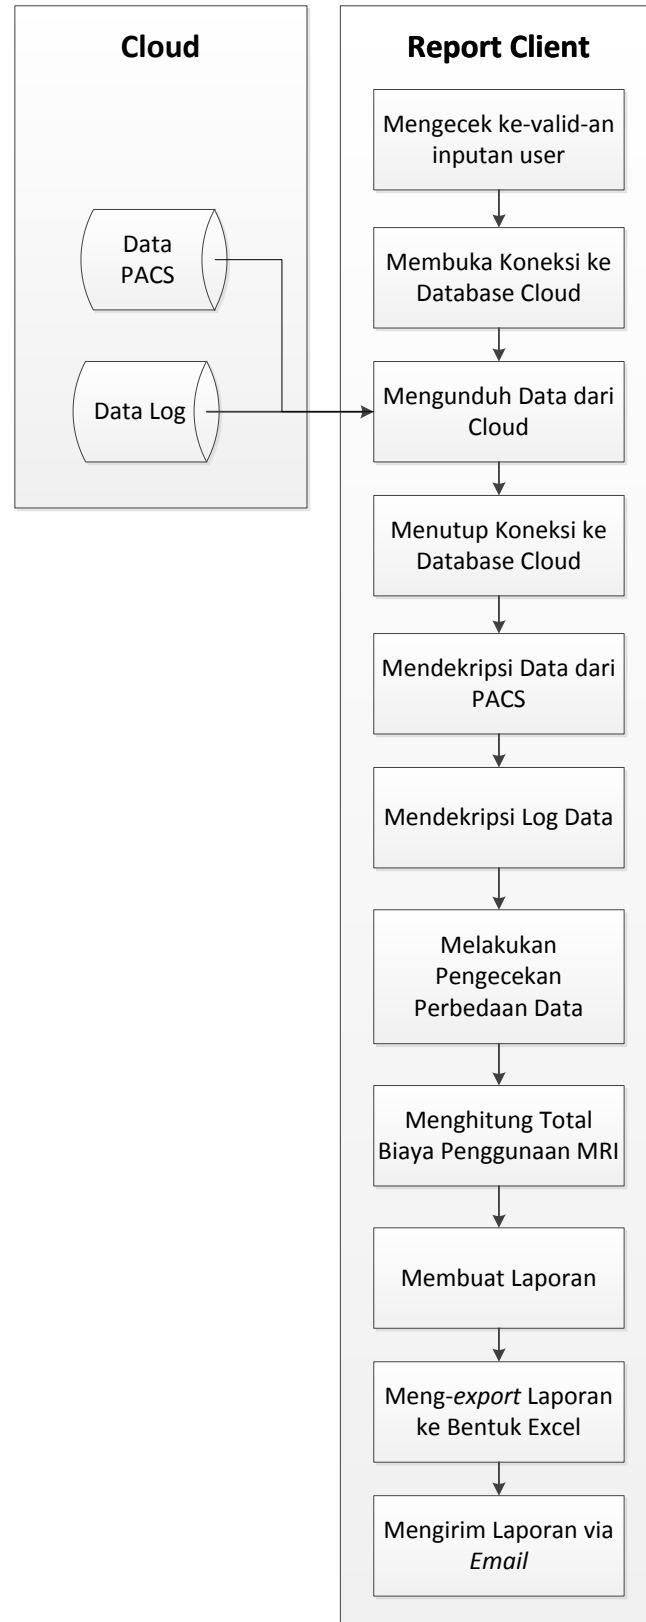 Cloud
Data
PACS
Data Log
Report Client
Mengecek ke-valid-an
inputan user
Membuka Koneksi ke
Database Cloud
Mengunduh Data dari
Cloud
Menutup Koneksi ke
Database Cloud
Mendekripsi Data dari
PACS
Mendekripsi Log Data
Melakukan
Pengecekan
Perbedaan Data
Menghitung Total
Biaya Penggunaan MRI
Membuat Laporan
Meng-export Laporan
ke Bentuk Excel
Mengirim Laporan via
Email